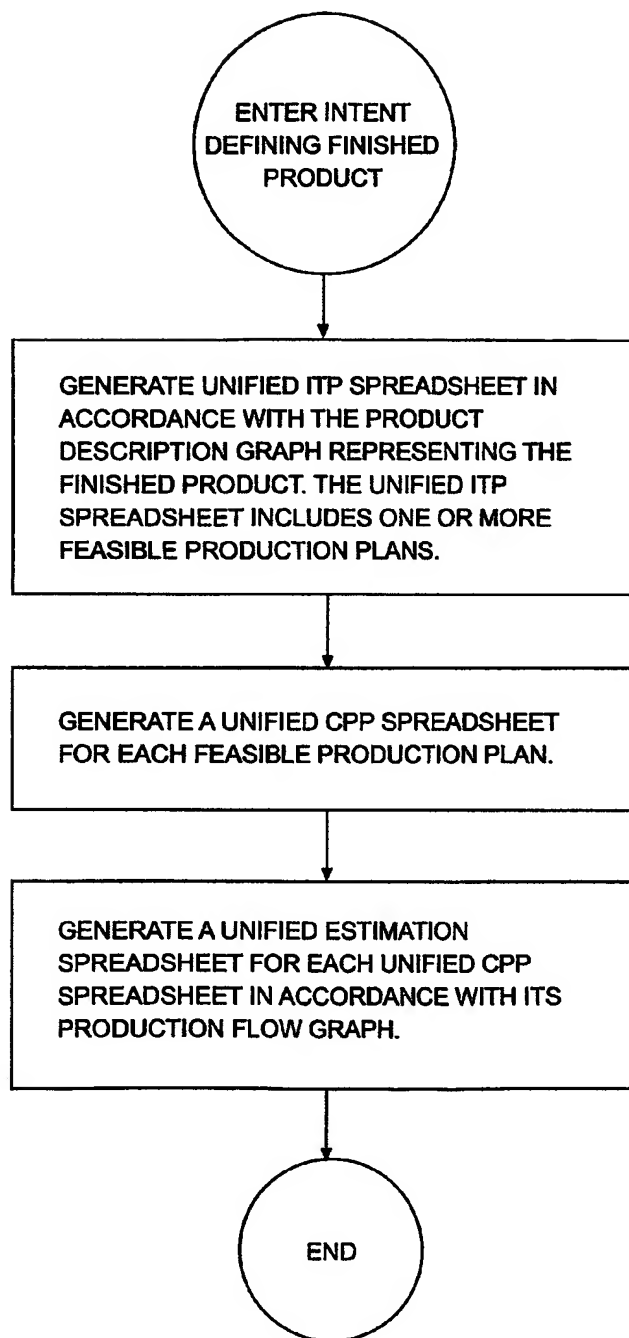 ENTER INTENT
DEFINING FINISHED
PRODUCT
GENERATE UNIFIED ITP SPREADSHEET IN
ACCORDANCE WITH THE PRODUCT
DESCRIPTION GRAPH REPRESENTING THE
FINISHED PRODUCT. THE UNIFIED ITP
SPREADSHEET INCLUDES ONE OR MORE
FEASIBLE PRODUCTION PLANS.
GENERATE A UNIFIED CPP SPREADSHEET
FOR EACH FEASIBLE PRODUCTION PLAN.
GENERATE A UNIFIED ESTIMATION
SPREADSHEET FOR EACH UNIFIED CPP
SPREADSHEET IN ACCORDANCE WITH ITS
PRODUCTION FLOW GRAPH.
END